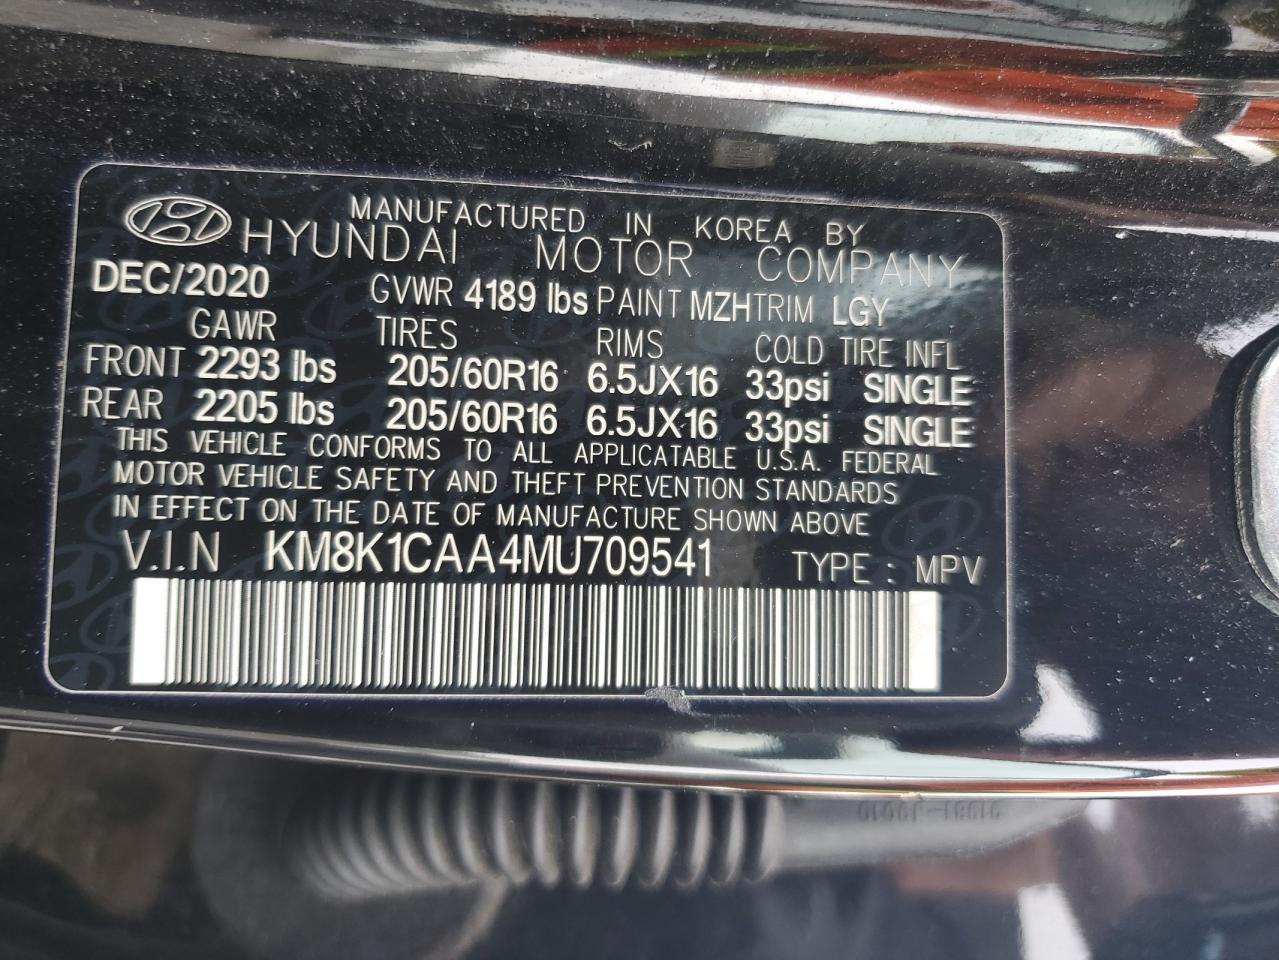 MANUFACTURED IN KOREA BY
HYUNDAI MOTOR COMPANY
DEC/2020 GVWR 4189 lbs PAINT MZH TRIM LGY
GAWR TIRES RIMS COLD TIRE INFL
FRONT 2293 lbs 205/60R16 6.5JX16 33psi SINGLE
REAR 2205 lbs 205/60R16 6.5JX16 33psi SINGLE
THIS VEHICLE CONFORMS TO ALL APPLICATABLE U.S.A. FEDERAL
MOTOR VEHICLE SAFETY AND THEFT PREVENTION STANDARDS
IN EFFECT ON THE DATE OF MANUFACTURE SHOWN ABOVE
V.I.N KM8K1CAA4MU709541 TYPE : MPV